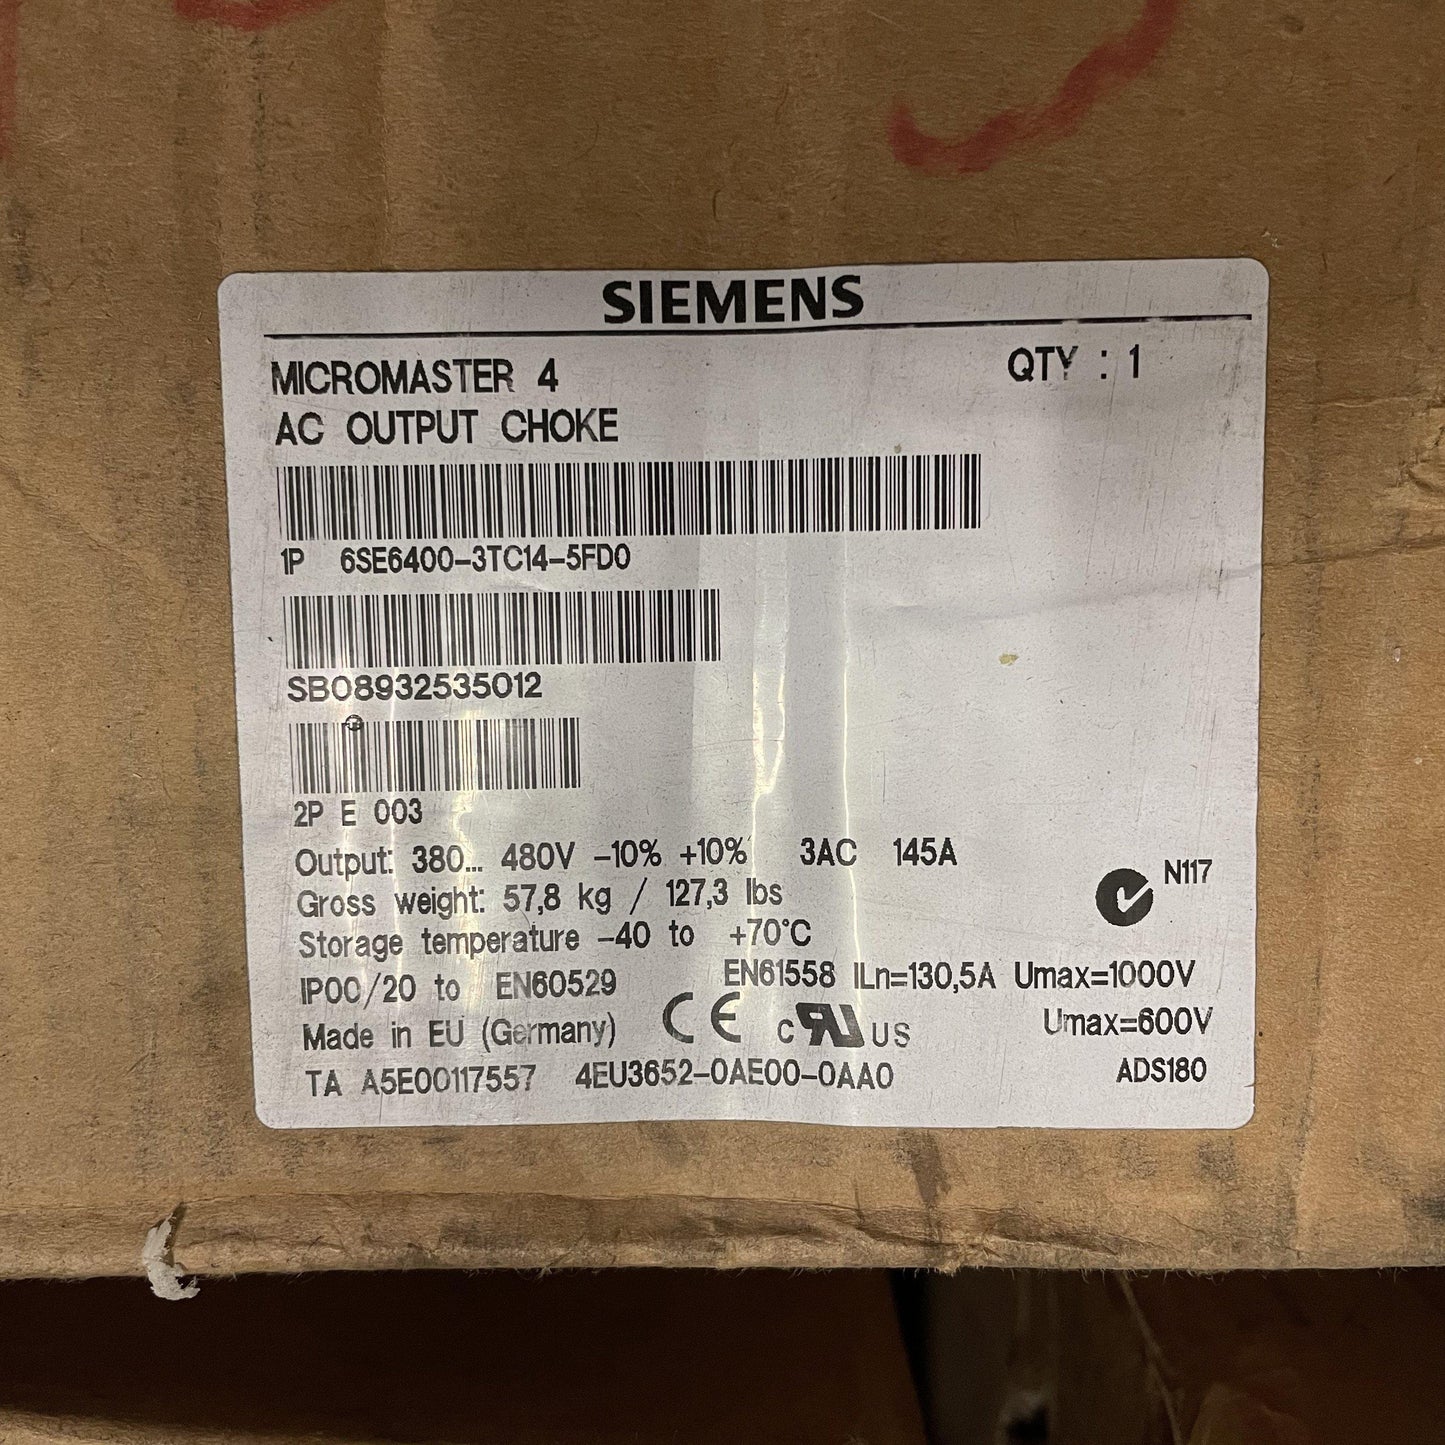 SIEMENS
MICROMASTER 4 QTY : 1
AC OUTPUT CHOKE
1P 6SE6400-3TC14-5FD0
SB08932535012
2P E 003
Output: 380... 480V -10% +10% 3AC 145A
Gross weight: 57,8 kg / 127,3 lbs
N117
Storage temperature -40 to +70°C
IP00/20 to EN60529 EN61558 ILn=130,5A Umax=1000V
Made in EU (Germany) CE c RU US Umax=600V
TA A5E00117557 4EU3652-0AE00-0AA0 ADS180